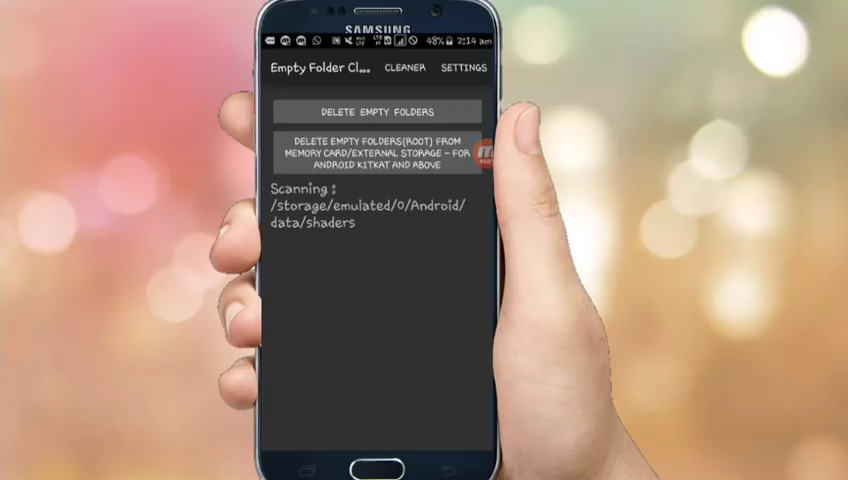 SAMSUNG
48% 2:14 am
Empty Folder Cl... CLEANER SETTINGS
DELETE EMPTY FOLDERS
DELETE EMPTY FOLDERS(ROOT) FROM
MEMORY CARD/EXTERNAL STORAGE - FOR
ANDROID KITKAT AND ABOVE
Scanning :
/storage/emulated/0/Android/
data/shaders